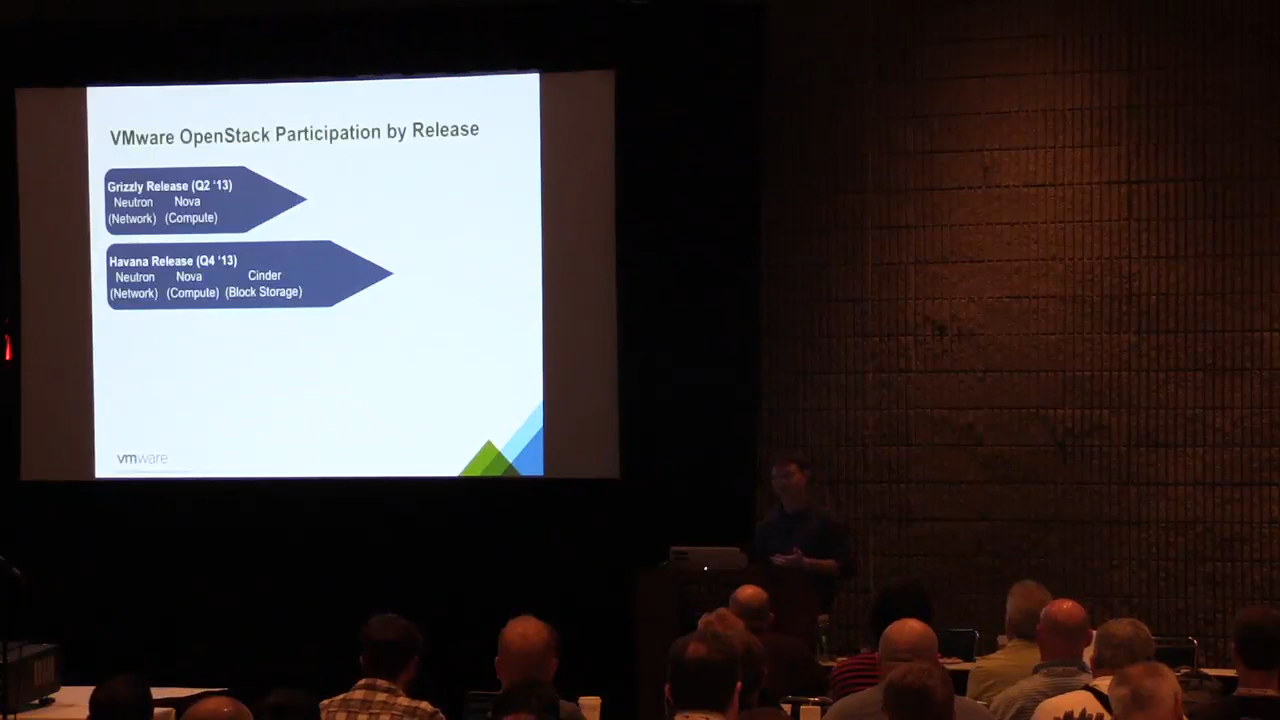 VMware OpenStack Participation by Release
Grizzly Release (Q2 '13)
Neutron Nova
(Network) (Compute)
Havana Release (Q4 '13)
Neutron Nova Cinder
(Network) (Compute) (Block Storage)
vmware